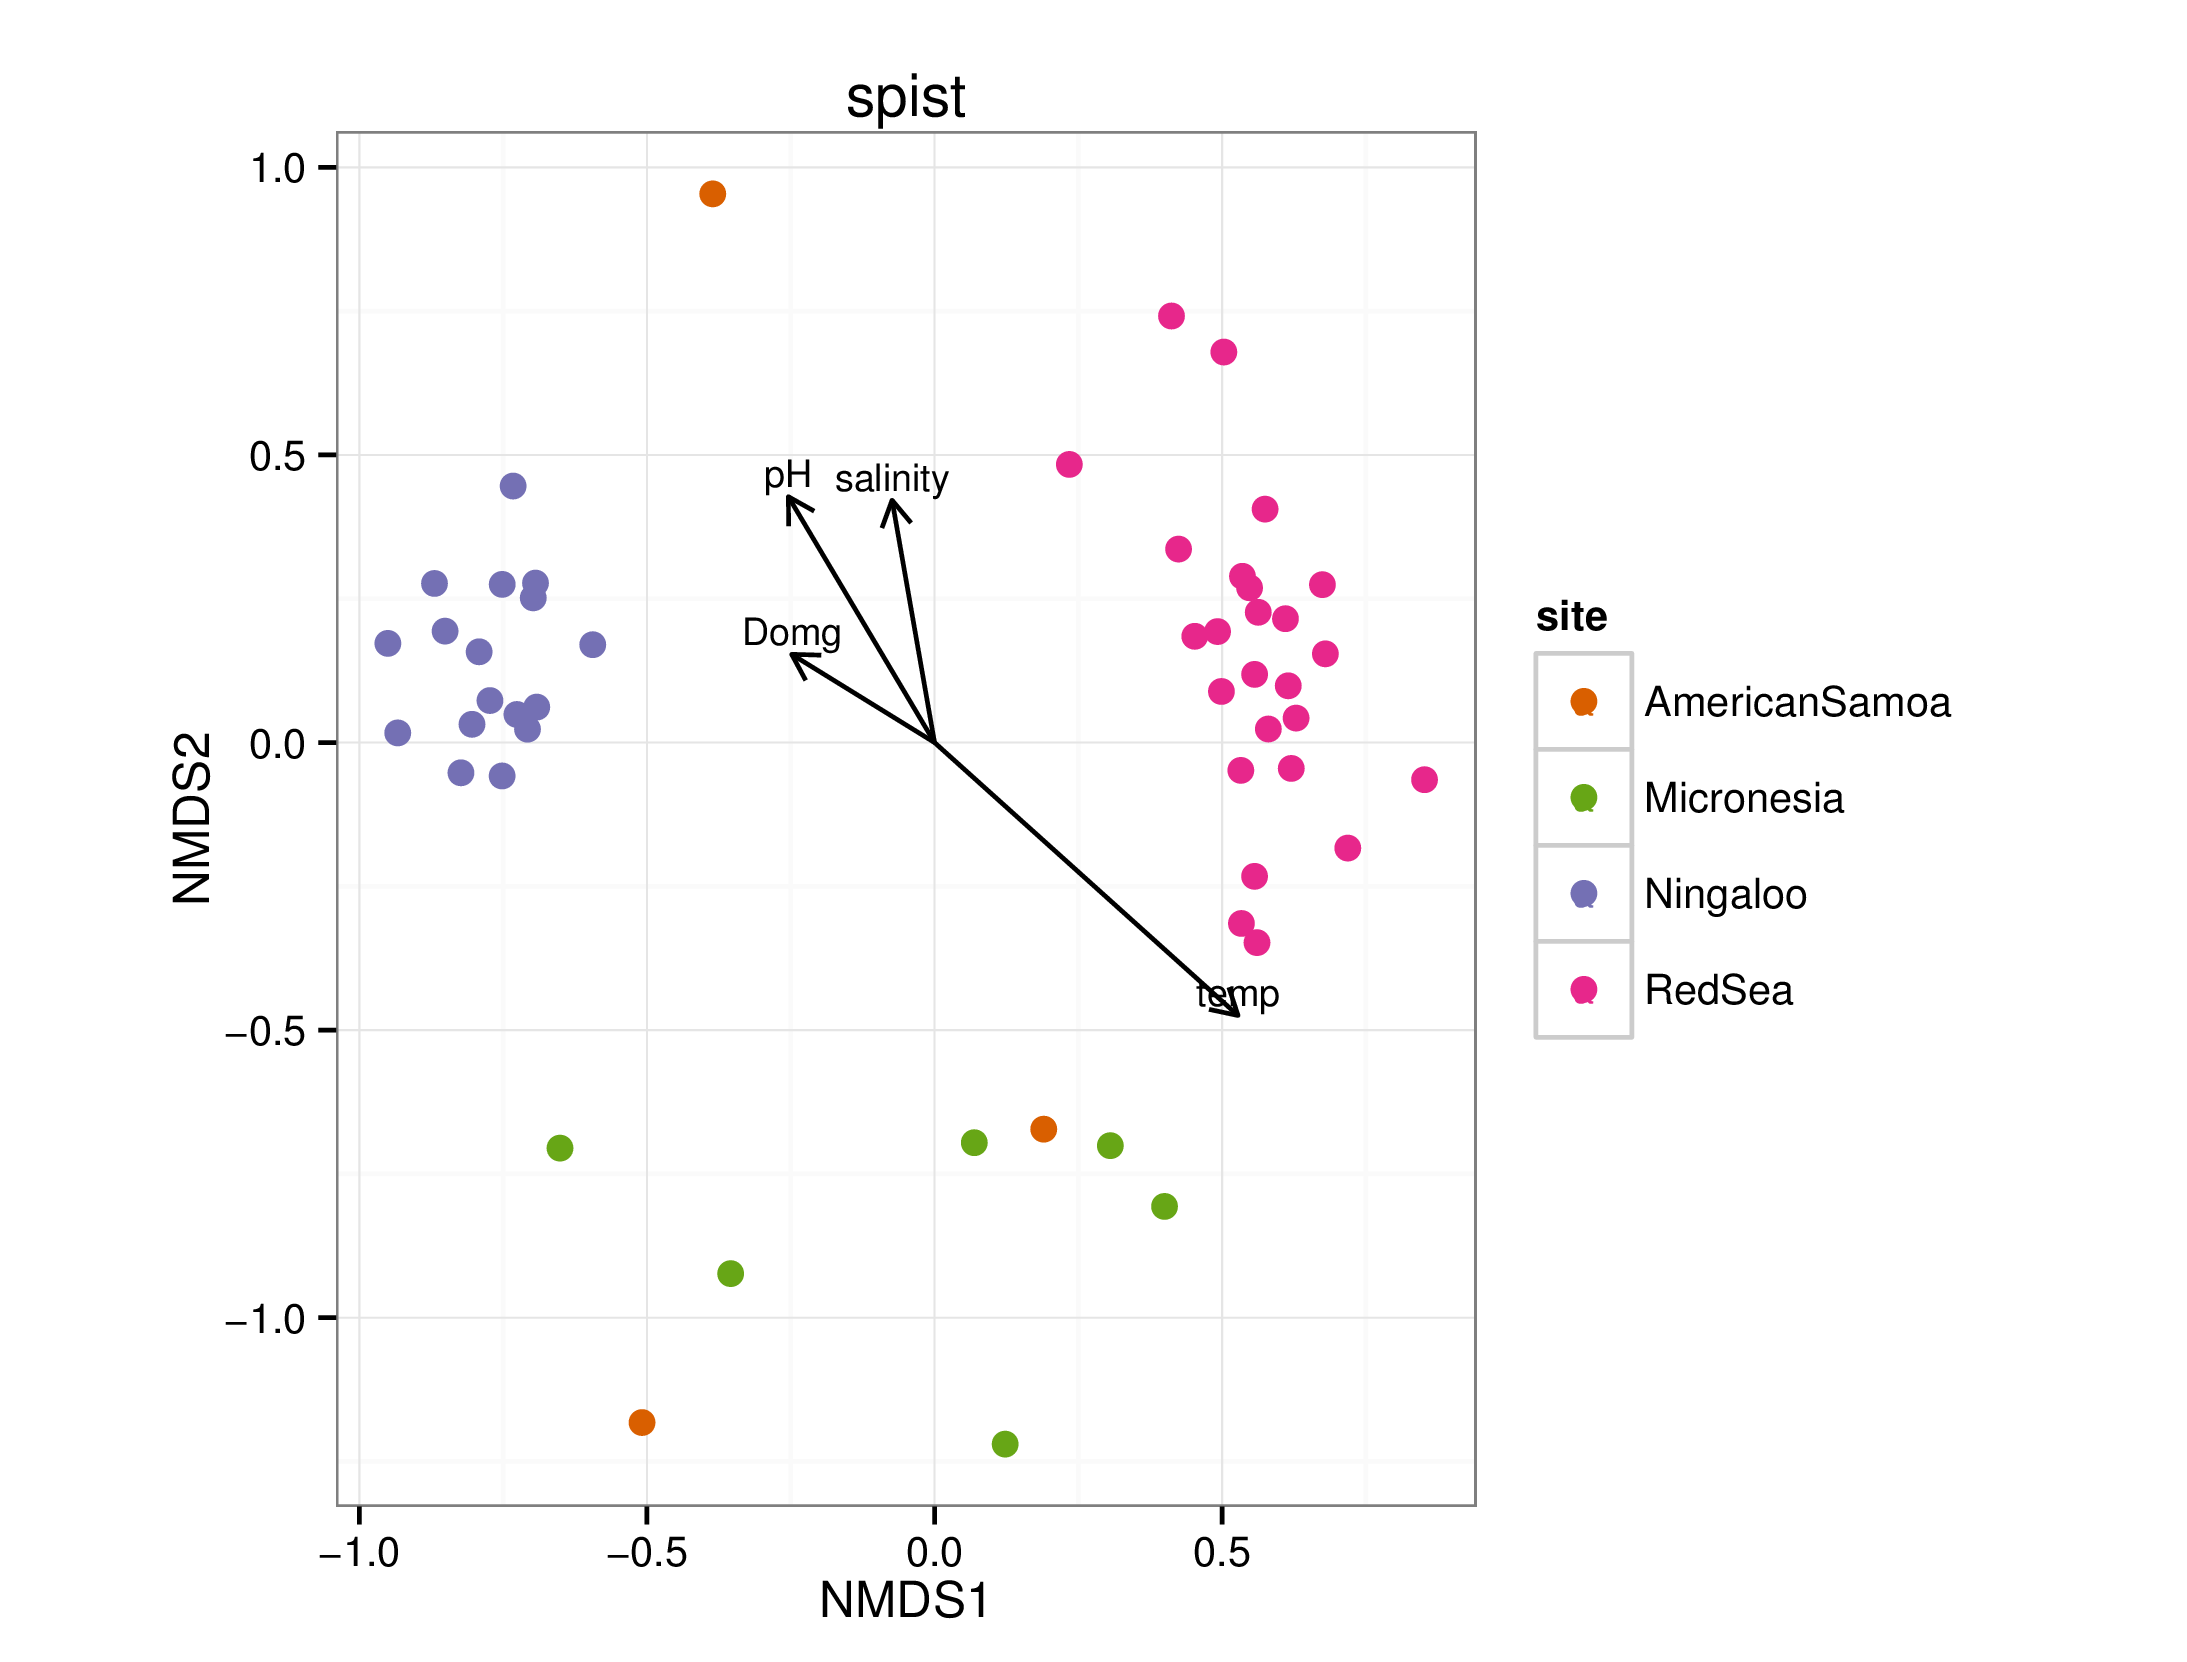 spist
1.0
0.5
0.0
−0.5
−1.0
NMDS2
pH
salinity
Domg
temp
−1.0
−0.5
0.0
0.5
NMDS1
site
AmericanSamoa
Micronesia
Ningaloo
RedSea